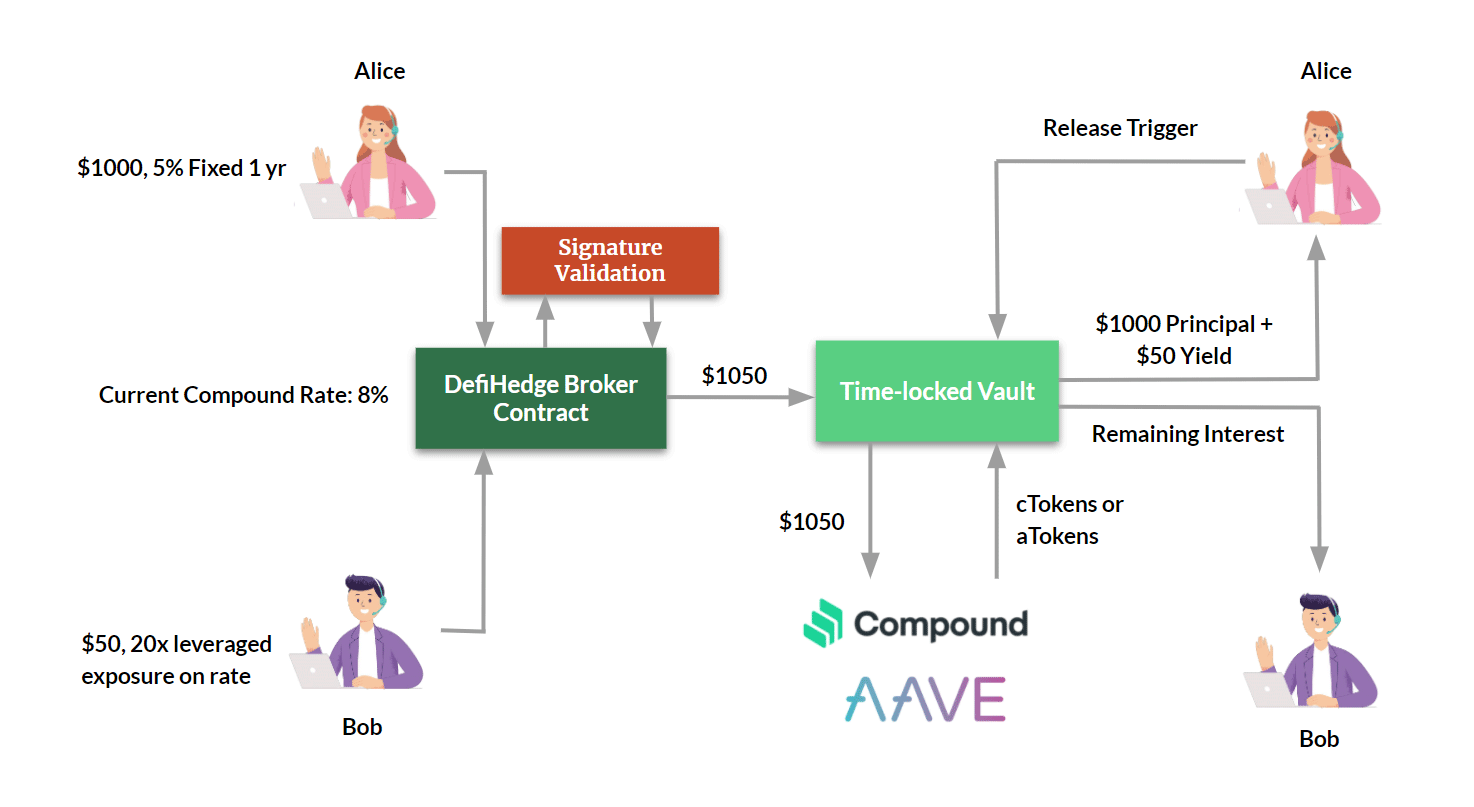 Alice
Alice
Release Trigger
$1000, 5% Fixed 1 yr
Signature
Validation
$1000 Principal +
$50 Yield
Current Compound Rate: 8%
DefiHedge Broker
Contract
$1050
Time-locked Vault
Remaining Interest
$1050
cTokens or
aTokens
$50, 20x leveraged
exposure on rate
Compound
AAVE
Bob
Bob